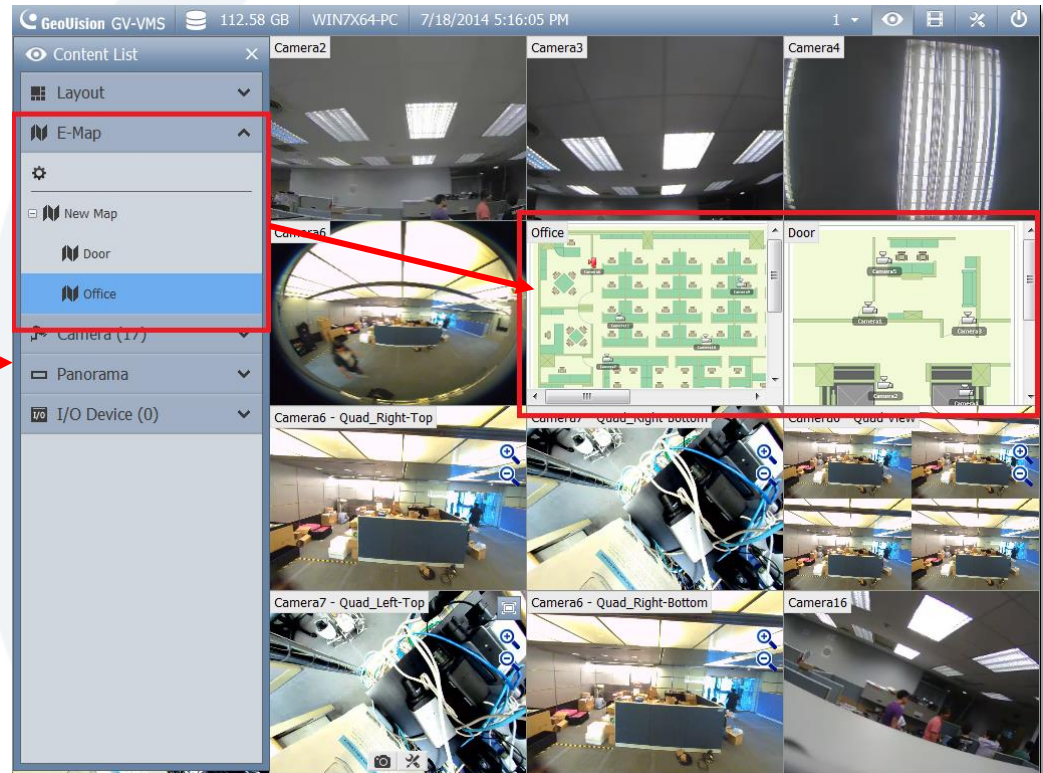 GeoVision GV-VMS 112.58 GB WIN7X64-PC 7/18/2014 5:16:05 PM 1
Content List
Layout
E-Map
New Map
Door
Office
Camera (17)
Panorama
I/O Device (0)
Camera2
Camera3
Camera4
Camera6
Office
Door
Camera5
Camera1
Camera3
Camera2
Camera6 - Quad_Right-Top
Camera7 - Quad_Right-Bottom
Camera6 - Quad View
Camera7 - Quad_Left-Top
Camera6 - Quad_Right-Bottom
Camera16